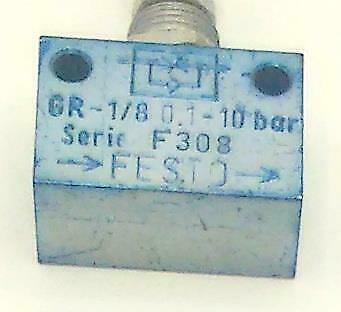 GR-1/8 0.1-10 bar
Serie F308
→FESTO→